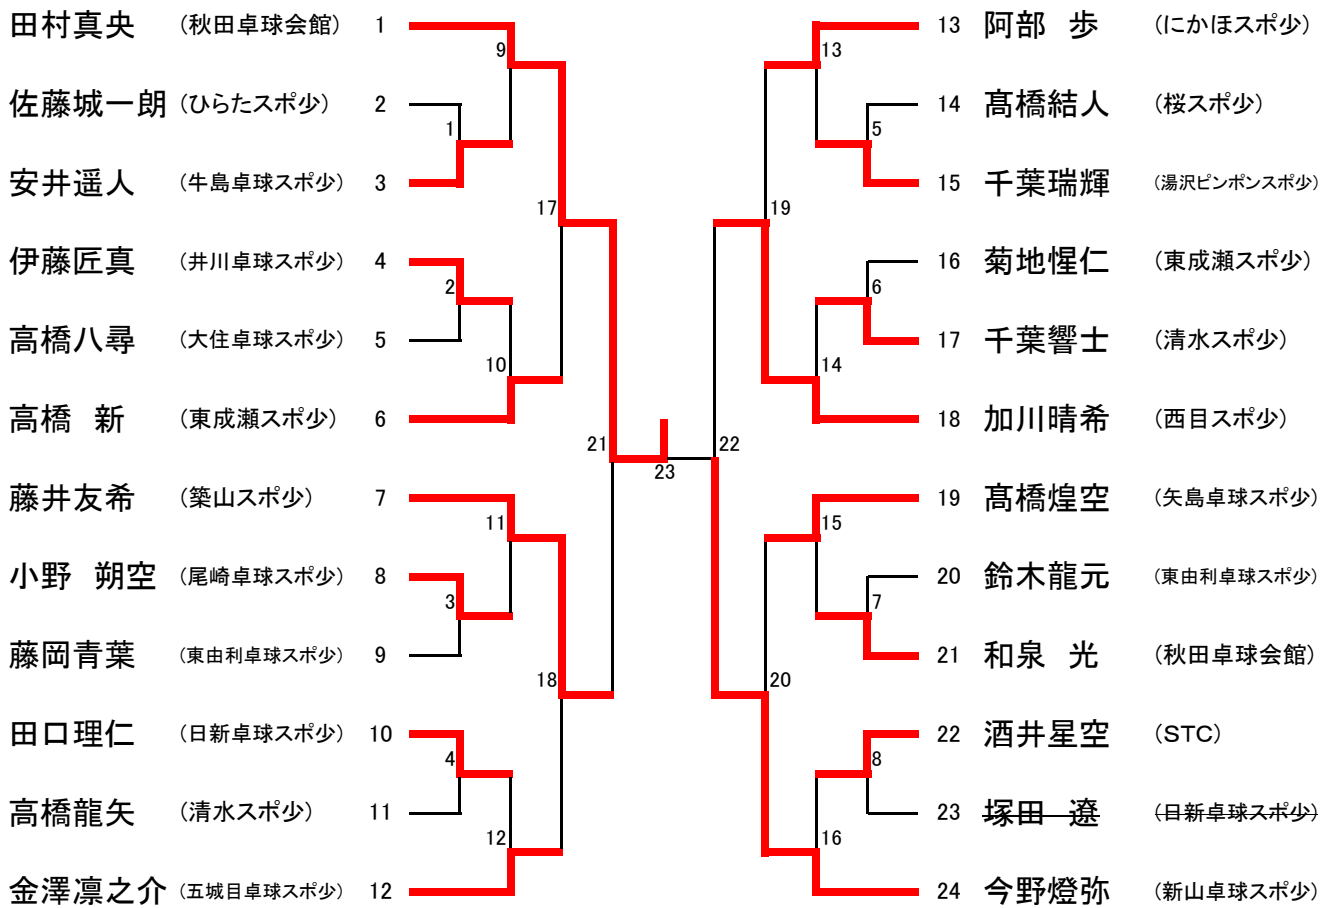 田村真央 (秋田卓球会館) 1
9
佐藤城一朗 (ひらたスポ少) 2
1
安井遥人 (牛島卓球スポ少) 3
17
伊藤匠真 (井川卓球スポ少) 4
2
高橋八尋 (大住卓球スポ少) 5
10
高橋 新 (東成瀬スポ少) 6
21
藤井友希 (築山スポ少) 7
11
小野 朔空 (尾崎卓球スポ少) 8
3
藤岡青葉 (東由利卓球スポ少) 9
18
田口理仁 (日新卓球スポ少) 10
4
高橋龍矢 (清水スポ少) 11
12
金澤凛之介 (五城目卓球スポ少) 12
23
13 阿部 歩 (にかほスポ少)
13
14 髙橋結人 (桜スポ少)
5
15 千葉瑞輝 (湯沢ピンポンスポ少)
19
16 菊地惺仁 (東成瀬スポ少)
6
17 千葉響士 (清水スポ少)
14
18 加川晴希 (西目スポ少)
22
19 髙橋煌空 (矢島卓球スポ少)
15
20 鈴木龍元 (東由利卓球スポ少)
7
21 和泉 光 (秋田卓球会館)
20
22 酒井星空 (STC)
8
23 塚田 遼 (日新卓球スポ少)
16
24 今野燈弥 (新山卓球スポ少)